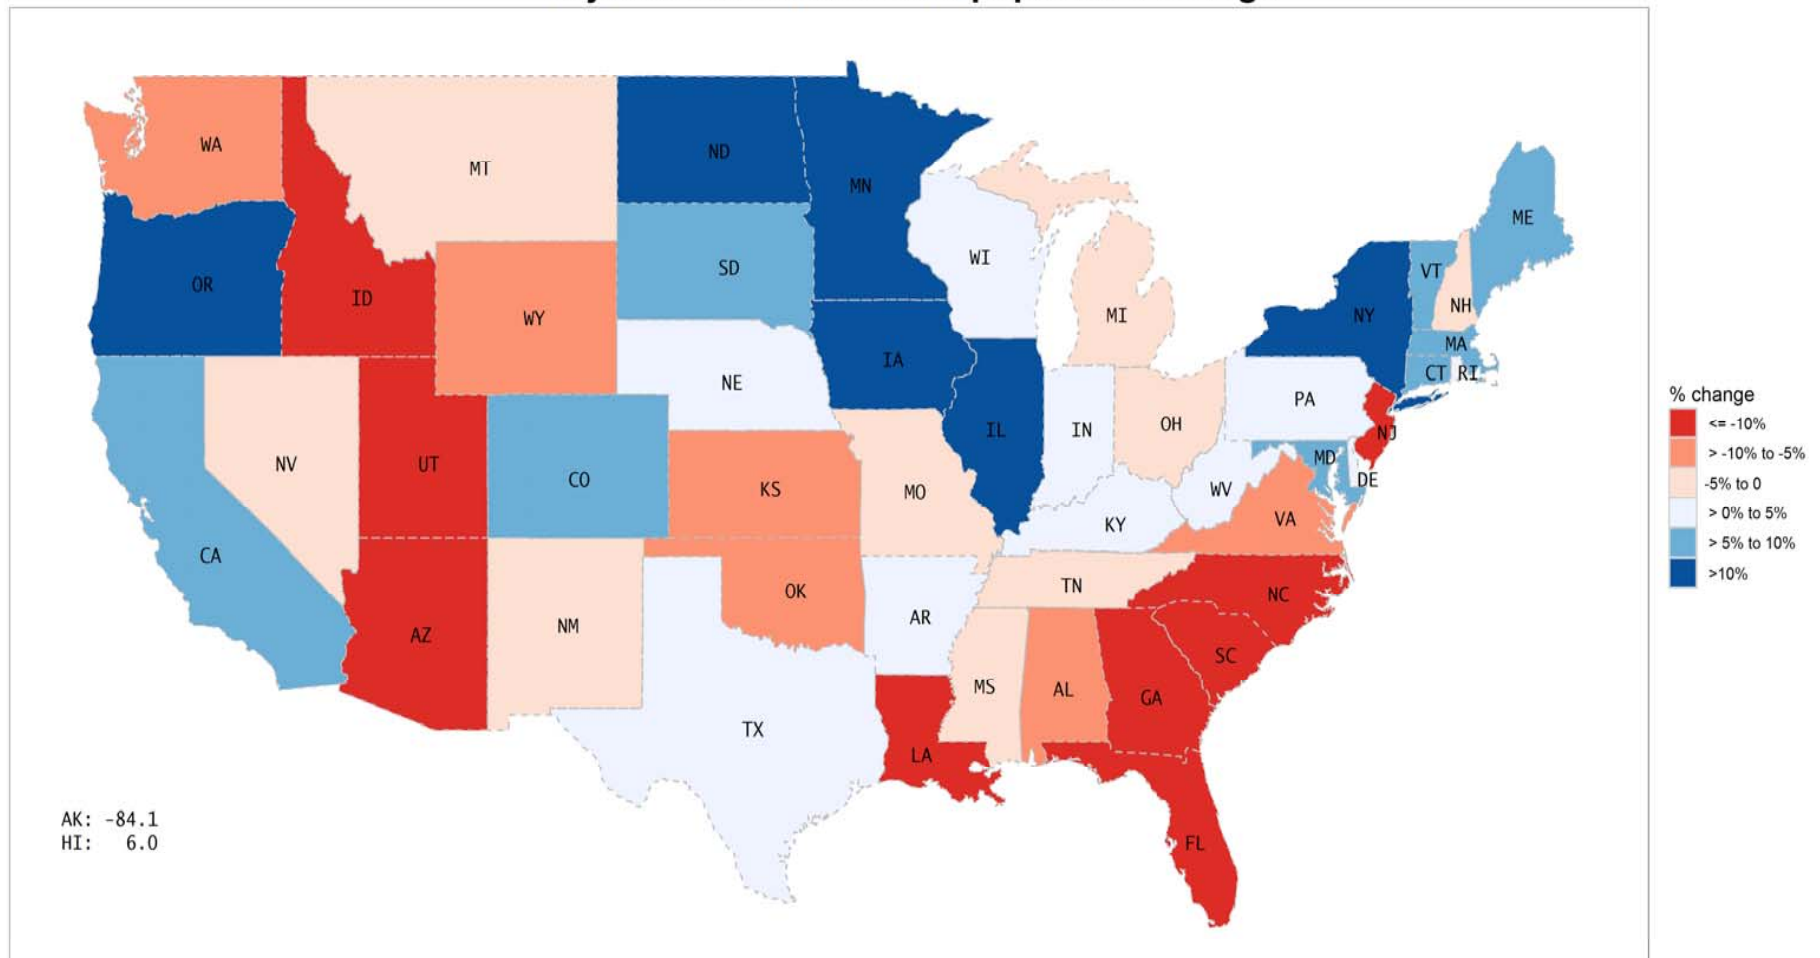 WA
MT
ND
MN
ME
OR
ID
WY
SD
WI
MI
VT
NH
NY
MA
CT
RI
NE
IA
PA
NV
UT
CO
KS
MO
IL
IN
OH
NJ
MD
DE
WV
VA
KY
CA
AZ
NM
OK
AR
TN
NC
SC
TX
LA
MS
AL
GA
FL
AK: -84.1
HI: 6.0
% change
<= -10%
> -10% to -5%
-5% to 0
> 0% to 5%
> 5% to 10%
>10%